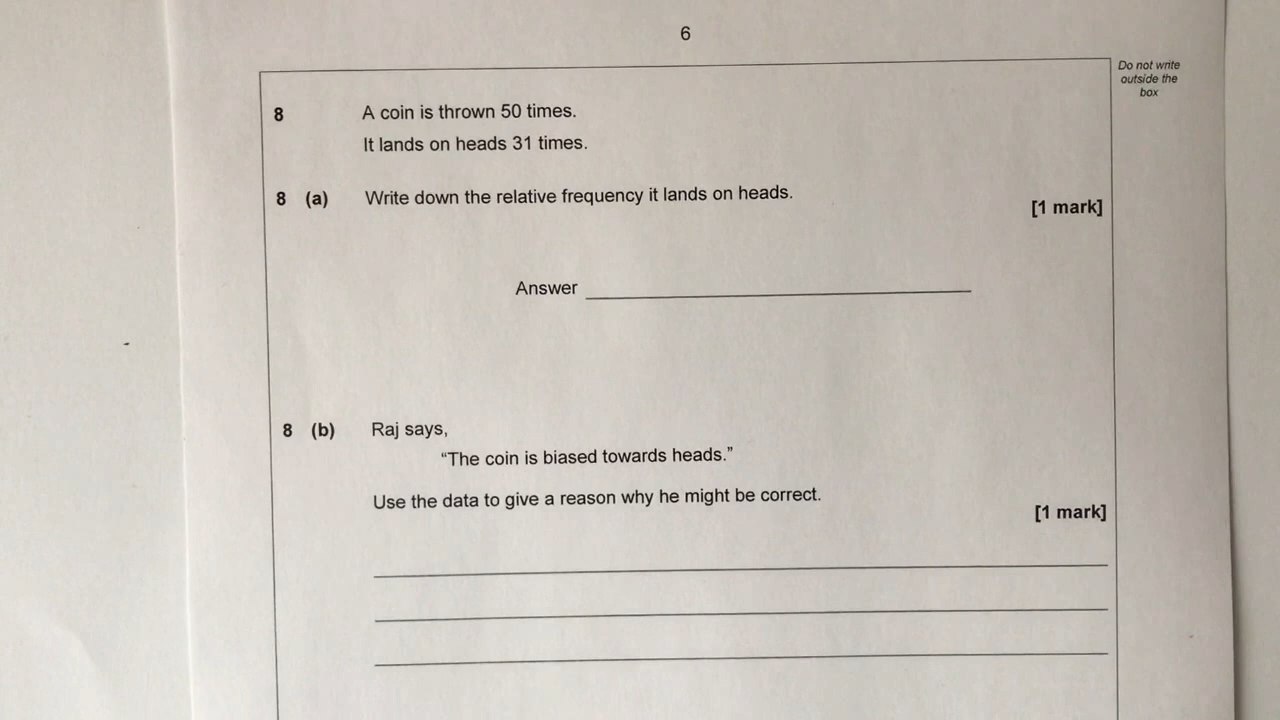 6
Do not write
outside the
box
8 A coin is thrown 50 times.
It lands on heads 31 times.
8 (a) Write down the relative frequency it lands on heads.
[1 mark]
Answer
8 (b) Raj says,
“The coin is biased towards heads.”
Use the data to give a reason why he might be correct.
[1 mark]